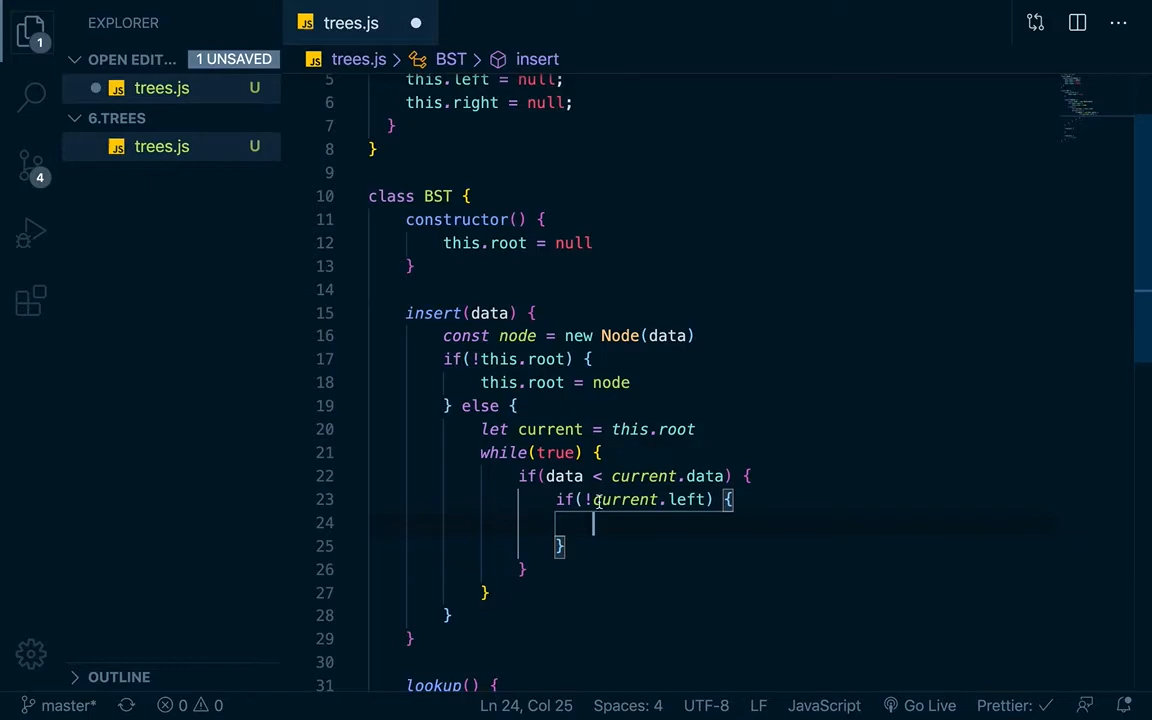 EXPLORER
JS trees.js
1
OPEN EDIT... 1 UNSAVED
JS trees.js U
6.TREES
JS trees.js U
4
JS trees.js > BST > insert
5 this.left = null;
6 this.right = null;
7 }
8 }
9
10 class BST {
11 constructor() {
12 this.root = null
13 }
14
15 insert(data) {
16 const node = new Node(data)
17 if(!this.root) {
18 this.root = node
19 } else {
20 let current = this.root
21 while(true) {
22 if(data < current.data) {
23 if(!current.left) {
24
25 }
26 }
27 }
28 }
29 }
30
31 lookup() {
OUTLINE
master* 0 0 Ln 24, Col 25 Spaces: 4 UTF-8 LF JavaScript Go Live Prettier: ✓